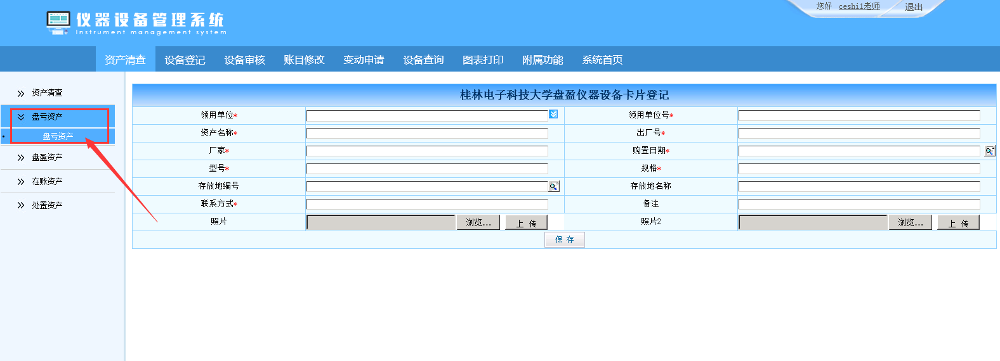 仪器设备管理系统
Instrument management system
您好 ceshi1老师 退出
资产清查 设备登记 设备审核 账目修改 变动申请 设备查询 图表打印 附属功能 系统首页
资产清查
盘亏资产
盘亏资产
盘盈资产
在账资产
处置资产
桂林电子科技大学盘盈仪器设备卡片登记
领用单位* 领用单位号*
资产名称* 出厂号*
厂家* 购置日期*
型号* 规格*
存放地编号 存放地名称
联系方式* 备注
照片 浏览... 上 传 照片2 浏览... 上 传
保 存